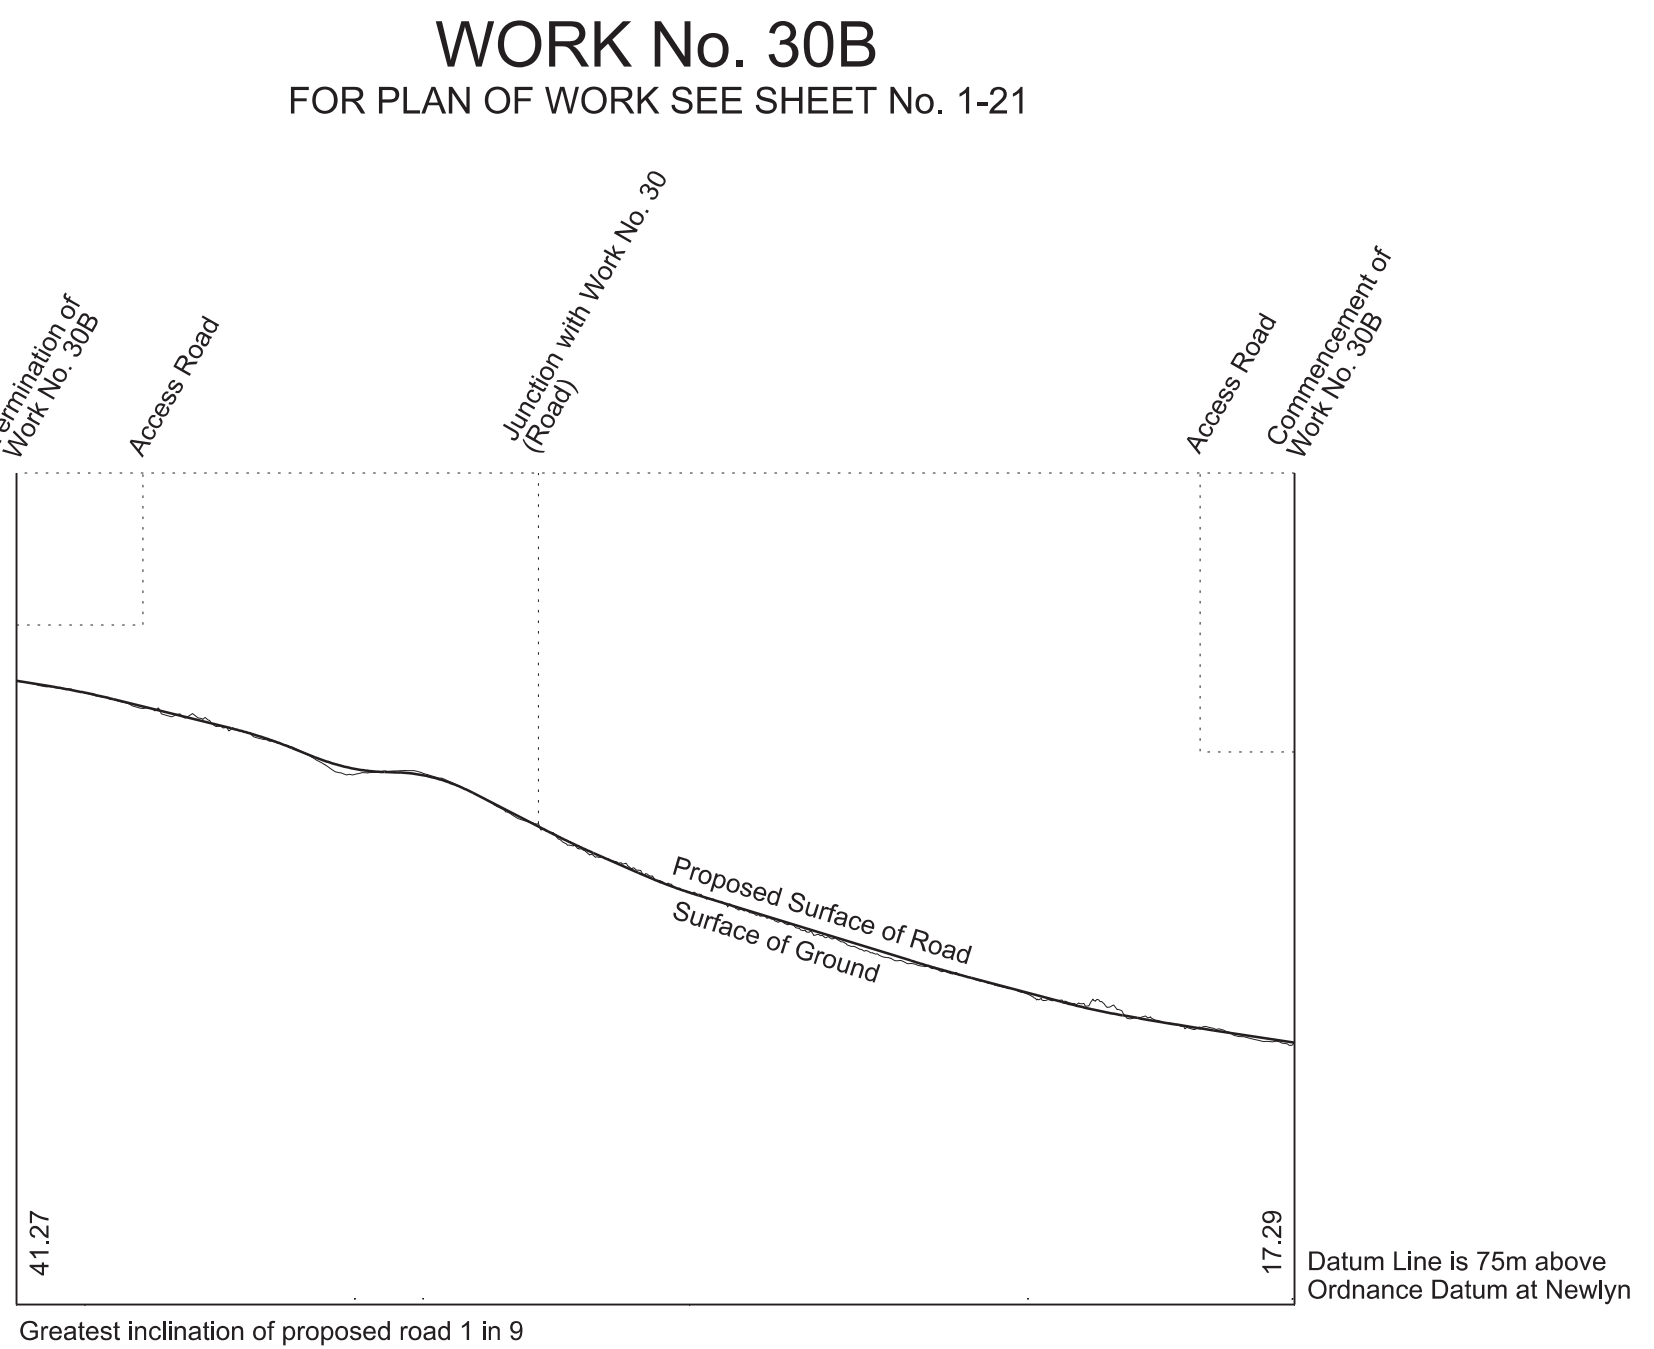 WORK No. 30B
FOR PLAN OF WORK SEE SHEET No. 1-21
ermination of
Work No. 30B
Access Road
Junction with Work No. 30
(Road)
Access Road
Commencement of
Work No. 30B
Proposed Surface of Road
Surface of Ground
41.27
17.29
Datum Line is 75m above
Ordnance Datum at Newlyn
Greatest inclination of proposed road 1 in 9